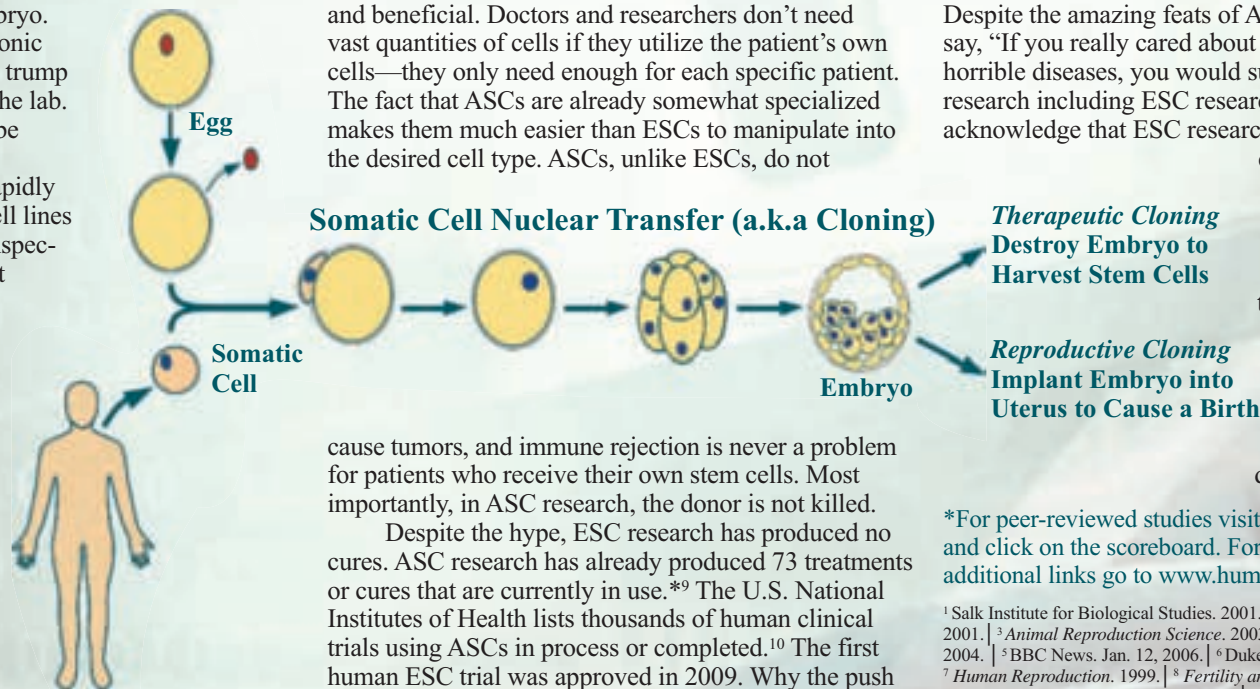 bryo.
onic
trump
he lab.
be
apidly
ell lines
nspec-
t
Egg
and beneficial. Doctors and researchers don’t need
vast quantities of cells if they utilize the patient’s own
cells—they only need enough for each specific patient.
The fact that ASCs are already somewhat specialized
makes them much easier than ESCs to manipulate into
the desired cell type. ASCs, unlike ESCs, do not
Somatic Cell Nuclear Transfer (a.k.a Cloning)
Somatic
Cell
Embryo
Therapeutic Cloning
Destroy Embryo to
Harvest Stem Cells
Reproductive Cloning
Implant Embryo into
Uterus to Cause a Birth
cause tumors, and immune rejection is never a problem
for patients who receive their own stem cells. Most
importantly, in ASC research, the donor is not killed.
Despite the hype, ESC research has produced no
cures. ASC research has already produced 73 treatments
or cures that are currently in use.*⁹ The U.S. National
Institutes of Health lists thousands of human clinical
trials using ASCs in process or completed.¹⁰ The first
human ESC trial was approved in 2009. Why the push
Despite the amazing feats of A
say, “If you really cared about
horrible diseases, you would su
research including ESC researc
acknowledge that ESC researc
t
*For peer-reviewed studies visit
and click on the scoreboard. For
additional links go to www.hum
¹ Salk Institute for Biological Studies. 2001.
2001. | ³ Animal Reproduction Science. 200
2004. | ⁵ BBC News. Jan. 12, 2006. | ⁶ Duke
⁷ Human Reproduction. 1999. | ⁸ Fertility a